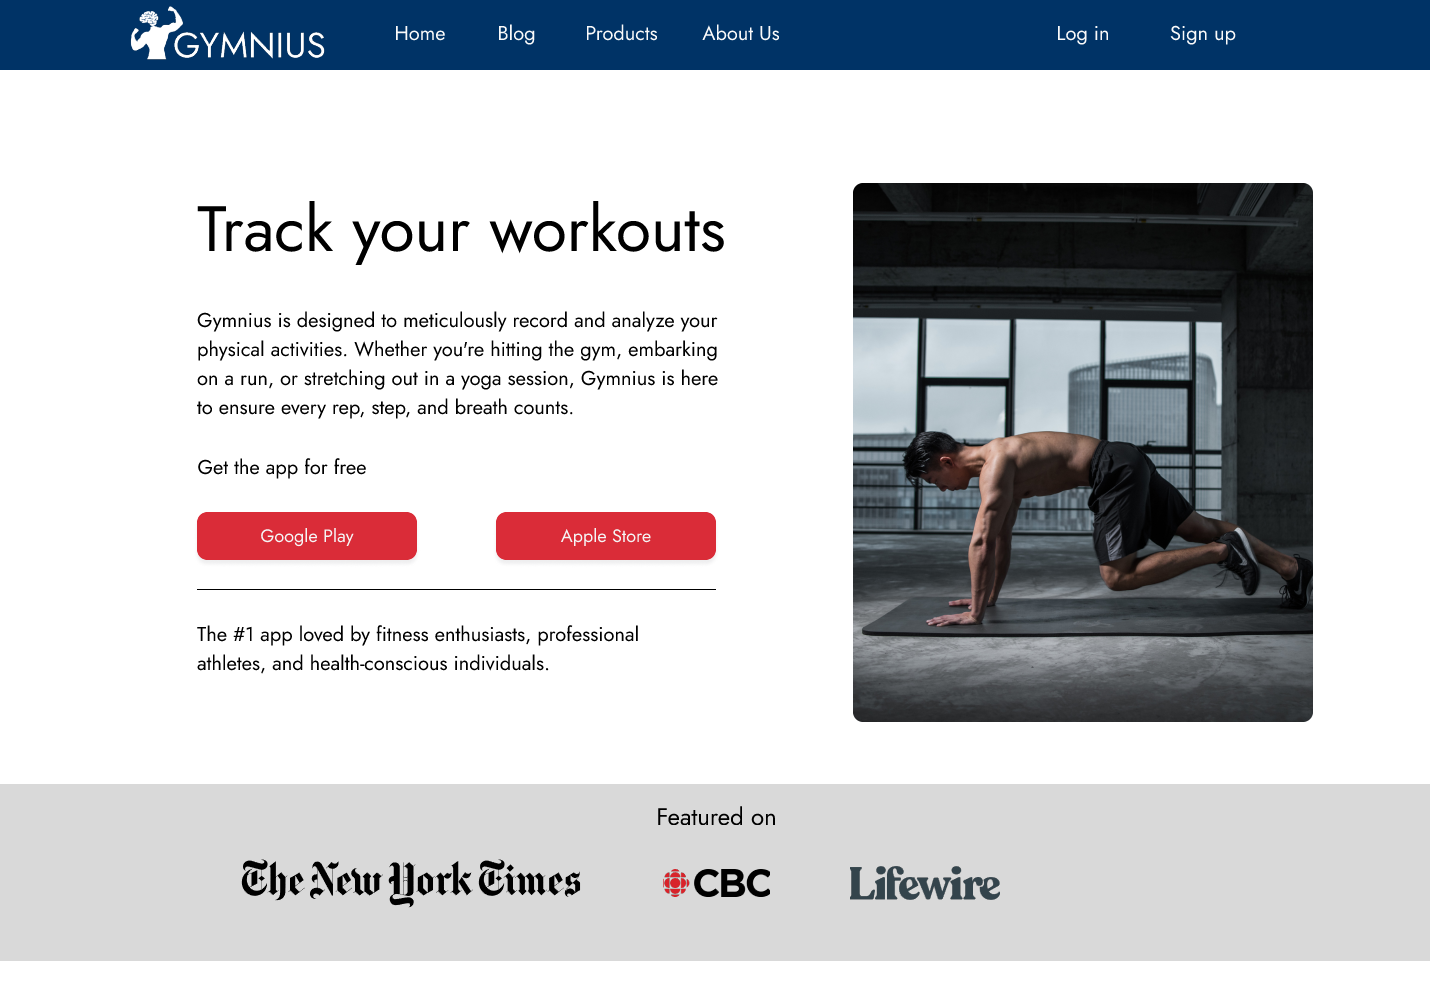 GYMNIUS
Home Blog Products About Us Log in Sign up
Track your workouts
Gymnius is designed to meticulously record and analyze your
physical activities. Whether you're hitting the gym, embarking
on a run, or stretching out in a yoga session, Gymnius is here
to ensure every rep, step, and breath counts.
Get the app for free
Google Play Apple Store
The #1 app loved by fitness enthusiasts, professional
athletes, and health-conscious individuals.
Featured on
The New York Times CBC Lifewire